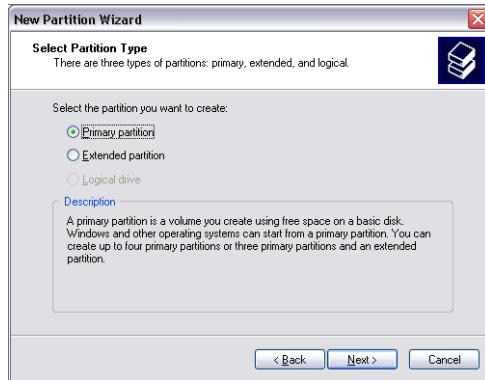 New Partition Wizard
Select Partition Type
There are three types of partitions: primary, extended, and logical.
Select the partition you want to create:
Primary partition
Extended partition
Logical drive
Description
A primary partition is a volume you create using free space on a basic disk.
Windows and other operating systems can start from a primary partition. You can
create up to four primary partitions or three primary partitions and an extended
partition.
< Back
Next >
Cancel